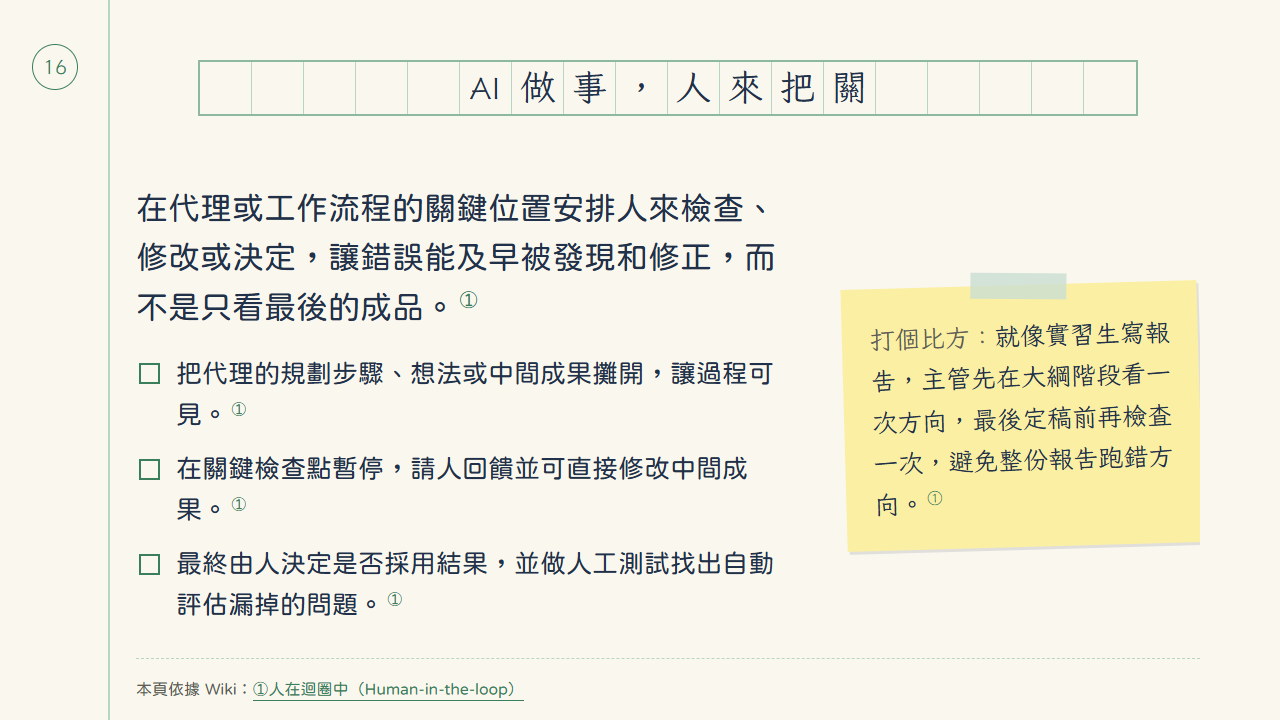 16
AI做事，人來把關
在代理或工作流程的關鍵位置安排人來檢查、
修改或決定，讓錯誤能及早被發現和修正，而
不是只看最後的成品。①
把代理的規劃步驟、想法或中間成果攤開，讓過程可
見。①
在關鍵檢查點暫停，請人回饋並可直接修改中間成
果。①
最終由人決定是否採用結果，並做人工測試找出自動
評估漏掉的問題。①
打個比方：就像實習生寫報
告，主管先在大綱階段看一
次方向，最後定稿前再檢查
一次，避免整份報告跑錯方
向。①
本頁依據 Wiki：①人在迴圈中（Human-in-the-loop）